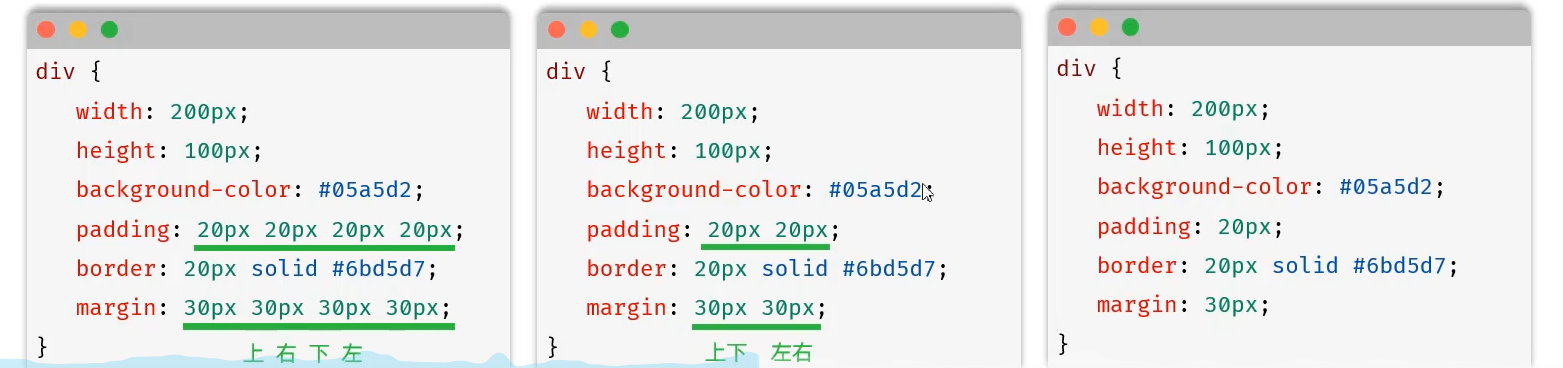 div {
width: 200px;
height: 100px;
background-color: #05a5d2;
padding: 20px 20px 20px 20px;
border: 20px solid #6bd5d7;
margin: 30px 30px 30px 30px;
}
上 右 下 左
div {
width: 200px;
height: 100px;
background-color: #05a5d2;
padding: 20px 20px;
border: 20px solid #6bd5d7;
margin: 30px 30px;
}
上下 左右
div {
width: 200px;
height: 100px;
background-color: #05a5d2;
padding: 20px;
border: 20px solid #6bd5d7;
margin: 30px;
}